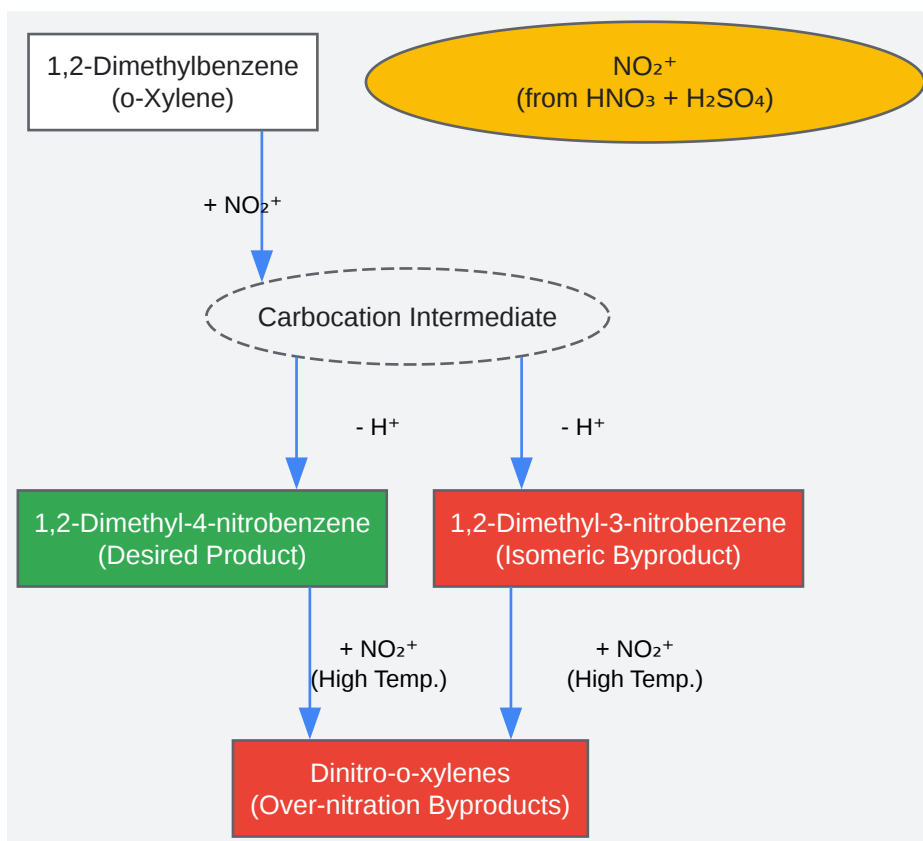 1,2-Dimethylbenzene
(o-Xylene)
NO₂⁺
(from HNO₃ + H₂SO₄)
+ NO₂⁺
Carbocation Intermediate
- H⁺
- H⁺
1,2-Dimethyl-4-nitrobenzene
(Desired Product)
1,2-Dimethyl-3-nitrobenzene
(Isomeric Byproduct)
+ NO₂⁺
(High Temp.)
+ NO₂⁺
(High Temp.)
Dinitro-o-xylenes
(Over-nitration Byproducts)